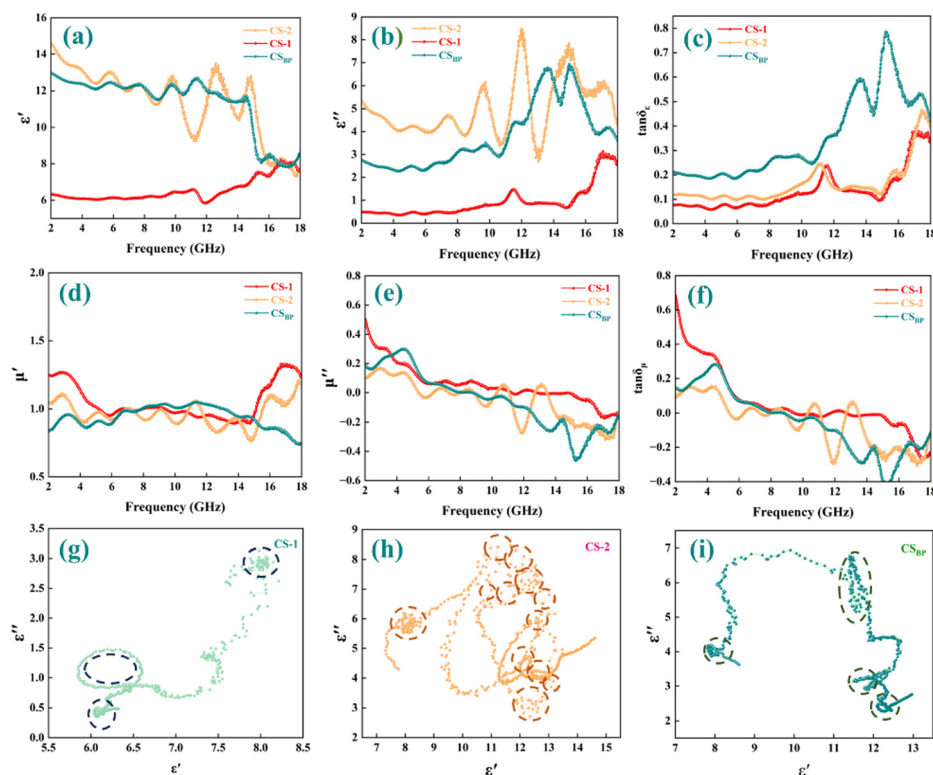 (a)
CS-2
CS-1
CS_BP
16
14
12
10
8
6
ε′
2 4 6 8 10 12 14 16 18
Frequency (GHz)
(b)
CS-2
CS-1
CS_BP
9
8
7
6
5
4
3
2
1
0
ε″
2 4 6 8 10 12 14 16 18
Frequency (GHz)
(c)
CS-1
CS-2
CS_BP
0.8
0.7
0.6
0.5
0.4
0.3
0.2
0.1
0.0
tanδ_ε
2 4 6 8 10 12 14 16 18
Frequency (GHz)
(d)
CS-1
CS-2
CS_BP
2.0
1.5
1.0
0.5
μ′
2 4 6 8 10 12 14 16 18
Frequency (GHz)
(e)
CS-1
CS-2
CS_BP
0.8
0.6
0.4
0.2
0.0
−0.2
−0.4
−0.6
μ″
2 4 6 8 10 12 14 16 18
Frequency (GHz)
(f)
CS-1
CS-2
CS_BP
0.8
0.6
0.4
0.2
0.0
−0.2
−0.4
tanδ_μ
2 4 6 8 10 12 14 16 18
Frequency (GHz)
(g)
CS-1
3.5
3.0
2.5
2.0
1.5
1.0
0.5
0.0
ε″
5.5 6.0 6.5 7.0 7.5 8.0 8.5
ε′
(h)
CS-2
9
8
7
6
5
4
3
2
ε″
7 8 9 10 11 12 13 14 15
ε′
(i)
CS_BP
7
6
5
4
3
2
ε″
7 8 9 10 11 12 13
ε′